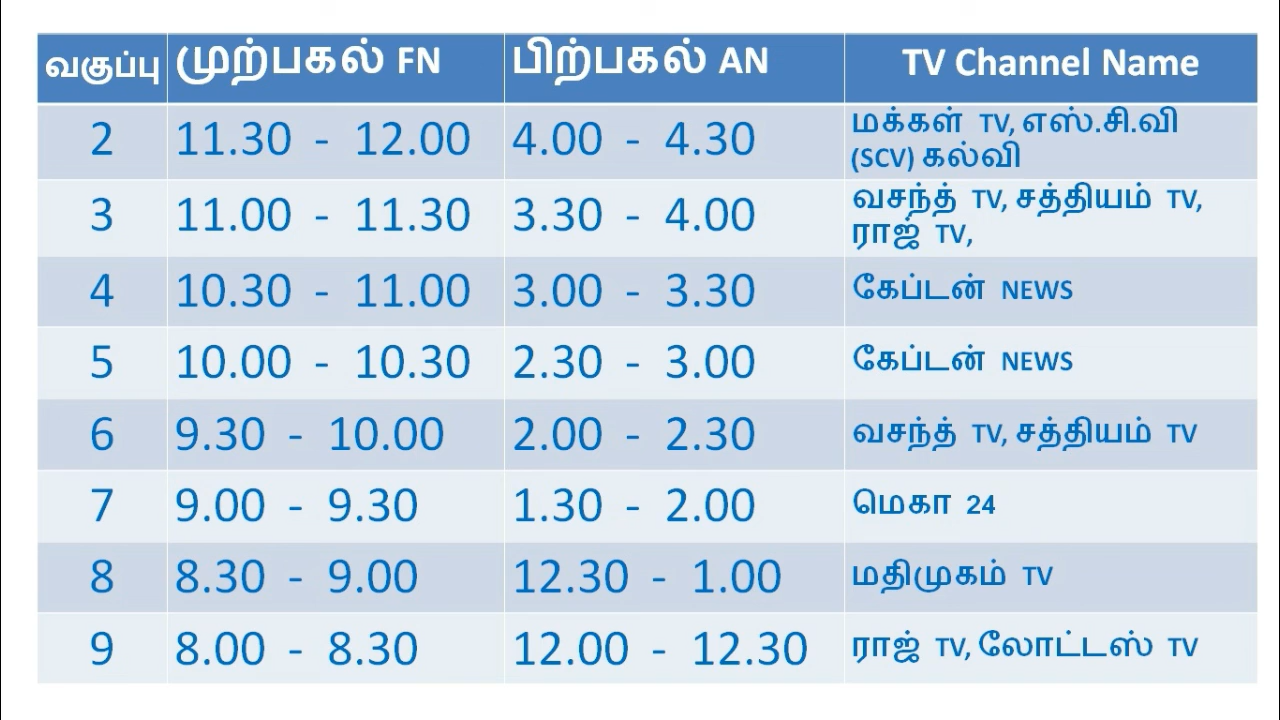 வகுப்பு முற்பகல் FN பிற்பகல் AN TV Channel Name
2 11.30 - 12.00 4.00 - 4.30 மக்கள் TV, எஸ்.சி.வி
(SCV) கல்வி
3 11.00 - 11.30 3.30 - 4.00 வசந்த் TV, சத்தியம் TV,
ராஜ் TV,
4 10.30 - 11.00 3.00 - 3.30 கேப்டன் NEWS
5 10.00 - 10.30 2.30 - 3.00 கேப்டன் NEWS
6 9.30 - 10.00 2.00 - 2.30 வசந்த் TV, சத்தியம் TV
7 9.00 - 9.30 1.30 - 2.00 மெகா 24
8 8.30 - 9.00 12.30 - 1.00 மதிமுகம் TV
9 8.00 - 8.30 12.00 - 12.30 ராஜ் TV, லோட்டஸ் TV